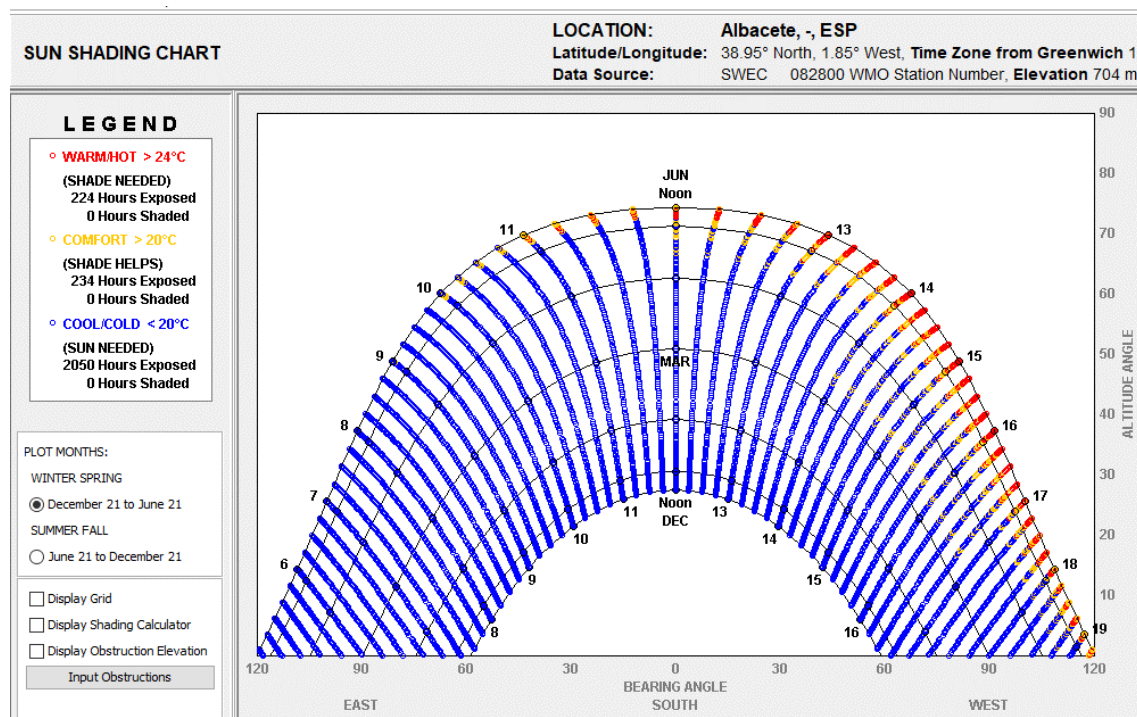 SUN SHADING CHART
LOCATION: Albacete, -, ESP
Latitude/Longitude: 38.95° North, 1.85° West, Time Zone from Greenwich 1
Data Source: SWEC 082800 WMO Station Number, Elevation 704 m
LEGEND
WARM/HOT > 24°C
(SHADE NEEDED)
224 Hours Exposed
0 Hours Shaded
COMFORT > 20°C
(SHADE HELPS)
234 Hours Exposed
0 Hours Shaded
COOL/COLD < 20°C
(SUN NEEDED)
2050 Hours Exposed
0 Hours Shaded
PLOT MONTHS:
WINTER SPRING
December 21 to June 21
SUMMER FALL
June 21 to December 21
Display Grid
Display Shading Calculator
Display Obstruction Elevation
Input Obstructions
90
80
70
60
50
40
30
20
10
ALTITUDE ANGLE
JUN
Noon
11
13
10
14
9
15
MAR
8
16
7
17
6
18
19
Noon
DEC
11
13
10
14
9
15
8
16
120 90 60 30 0 30 60 90 120
BEARING ANGLE
EAST SOUTH WEST